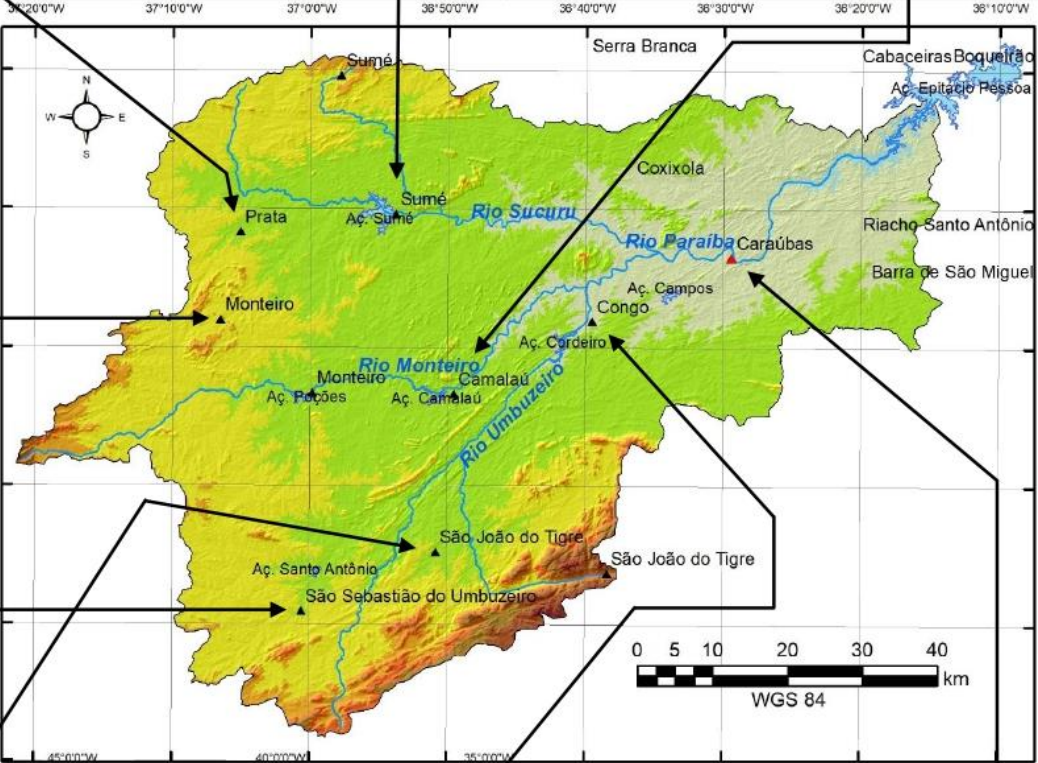 37°20'0"W 37°10'0"W 37°0'0"W 36°50'0"W 36°40'0"W 36°30'0"W 36°20'0"W 36°10'0"W
Serra Branca
Cabaceiras Boqueirão
Sumé
Aç. Epitácio Pessoa
N
W E
S
Coxixola
Sumé
Prata
Aç. Sumé
Rio Sucuru
Riacho Santo Antônio
Rio Paraíba
Caraúbas
Barra de São Miguel
Aç. Campos
Monteiro
Congo
Aç. Cordeiro
Rio Monteiro
Monteiro
Camalaú
Aç. Poções
Aç. Camalaú
Rio Umbuzeiro
São João do Tigre
São João do Tigre
Aç. Santo Antônio
São Sebastião do Umbuzeiro
0 5 10 20 30 40
km
WGS 84
45°0'0"W 40°0'0"W 35°0'0"W